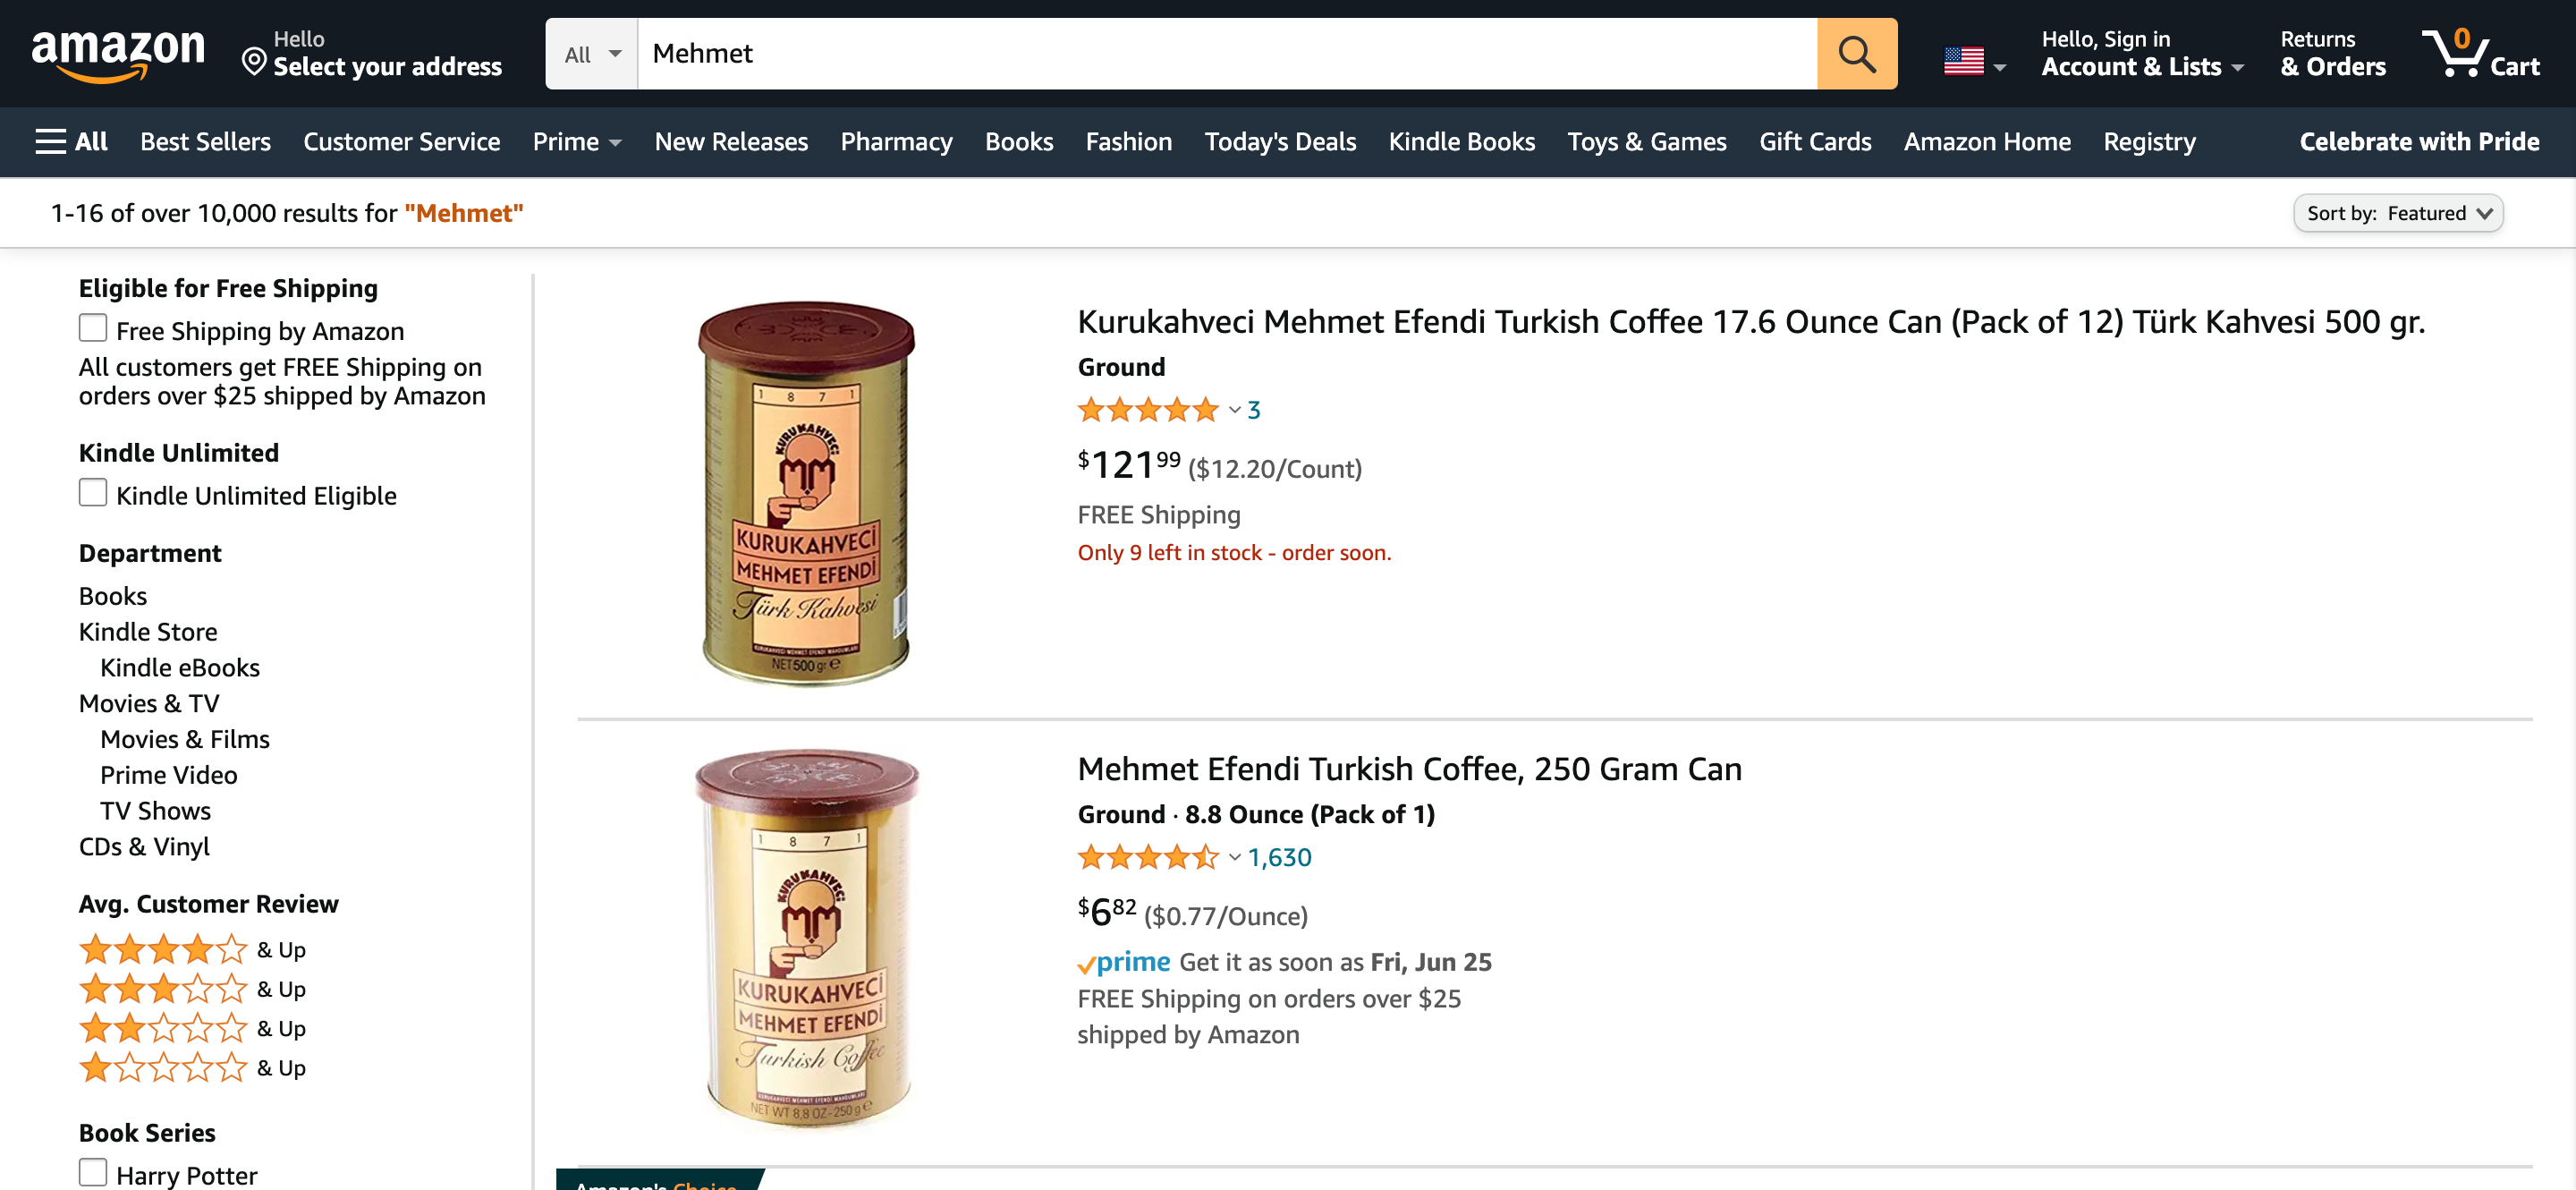 amazon
Hello
Select your address
All
Mehmet
Hello, Sign in
Account & Lists
Returns
& Orders
0
Cart
All
Best Sellers
Customer Service
Prime
New Releases
Pharmacy
Books
Fashion
Today's Deals
Kindle Books
Toys & Games
Gift Cards
Amazon Home
Registry
Celebrate with Pride
1-16 of over 10,000 results for "Mehmet"
Sort by: Featured
Eligible for Free Shipping
Free Shipping by Amazon
All customers get FREE Shipping on
orders over $25 shipped by Amazon
Kindle Unlimited
Kindle Unlimited Eligible
Department
Books
Kindle Store
Kindle eBooks
Movies & TV
Movies & Films
Prime Video
TV Shows
CDs & Vinyl
Avg. Customer Review
& Up
& Up
& Up
& Up
Book Series
Harry Potter
1 8 7 1
KURUKAHVECİ
KURUKAHVECİ
MEHMET EFENDİ
Türk Kahvesi
KURUKAHVECİ MEHMET EFENDİ MAHDUMLARI
NET 500 gr e
Kurukahveci Mehmet Efendi Turkish Coffee 17.6 Ounce Can (Pack of 12) Türk Kahvesi 500 gr.
Ground
3
$121.99 ($12.20/Count)
FREE Shipping
Only 9 left in stock - order soon.
1 8 7 1
KURUKAHVECİ
KURUKAHVECİ
MEHMET EFENDİ
Turkish Coffee
KURUKAHVECİ MEHMET EFENDİ MAHDUMLARI
NET WT 8.8 OZ-250 g e
Mehmet Efendi Turkish Coffee, 250 Gram Can
Ground · 8.8 Ounce (Pack of 1)
1,630
$6.82 ($0.77/Ounce)
prime Get it as soon as Fri, Jun 25
FREE Shipping on orders over $25
shipped by Amazon
Amazon's Choice